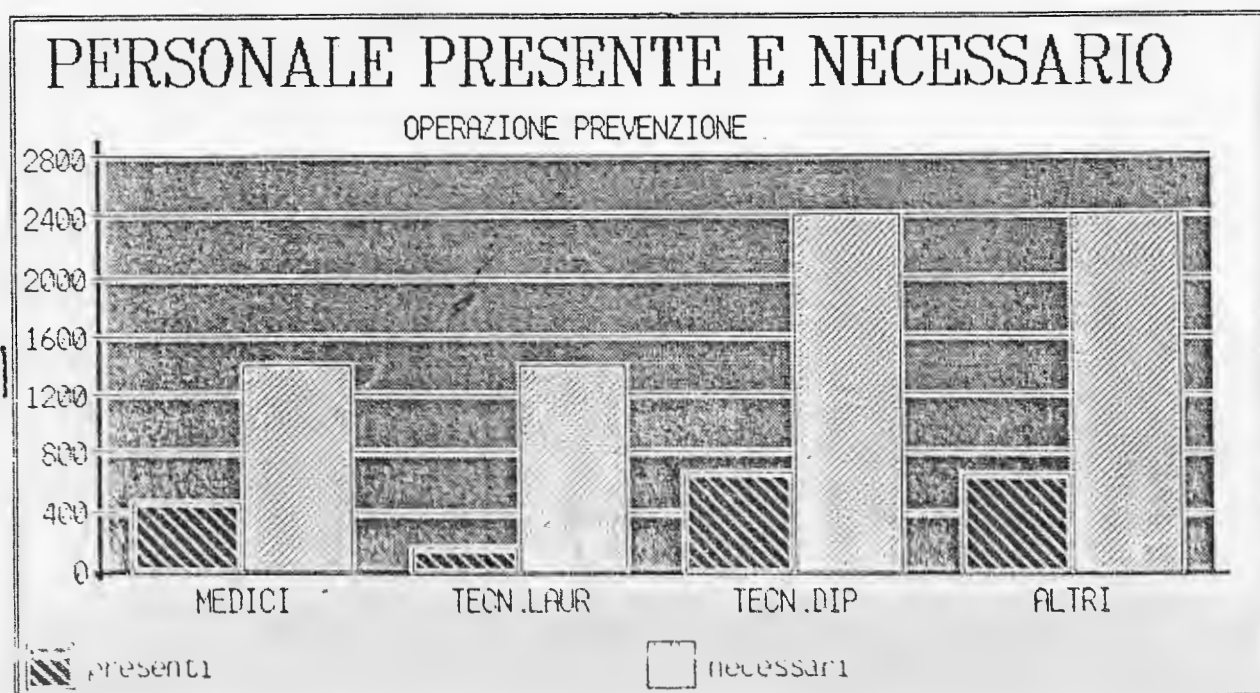 PERSONALE PRESENTE E NECESSARIO
OPERAZIONE PREVENZIONE
2800
2400
2000
1600
1200
800
400
0
MEDICI TECN.LAUR TECN.DIP ALTRI
presenti necessari